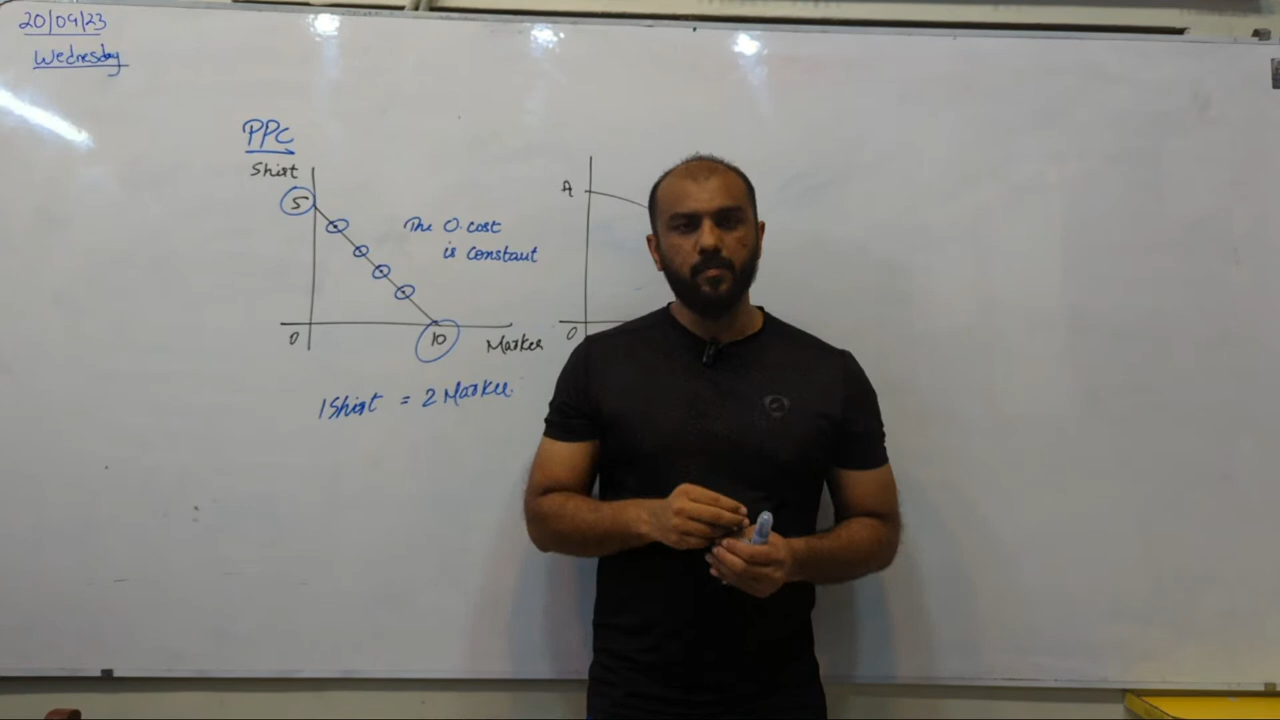 20/09/23
Wednesday
PPC
Shirt
5
The O.cost
is constant
0
10
Marker
1 Shirt = 2 Marker
A
0